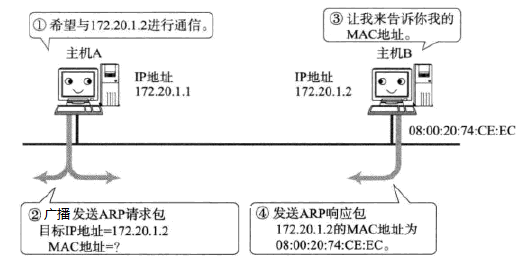 ① 希望与172.20.1.2进行通信。
③ 让我来告诉你我的
MAC地址。
主机A
主机B
IP地址
172.20.1.1
IP地址
172.20.1.2
08:00:20:74:CE:EC
② 广播发送ARP请求包
目标IP地址=172.20.1.2
MAC地址=?
④ 发送ARP响应包
172.20.1.2的MAC地址为
08:00:20:74:CE:EC。